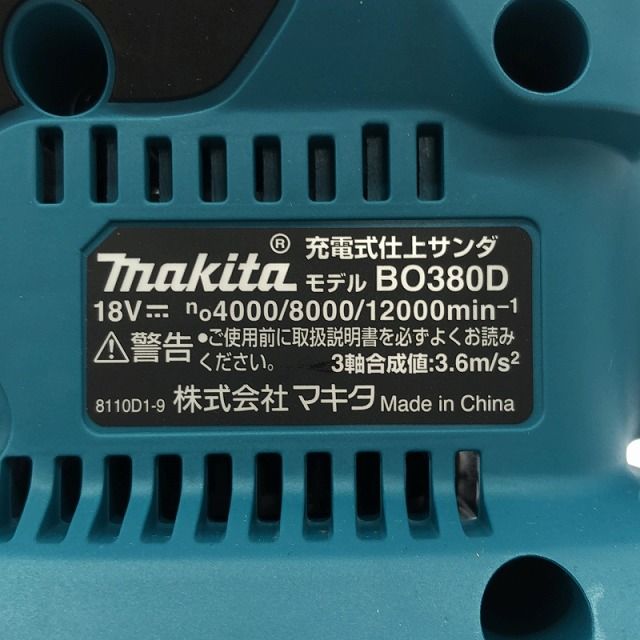 makita® 充電式仕上サンダ
モデル BO380D
18V⎓ n₀4000/8000/12000min⁻¹
⚠警告 •ご使用前に取扱説明書を必ずよくお読み
ください。 3軸合成値:3.6m/s²
8110D1-9 株式会社マキタ Made in China